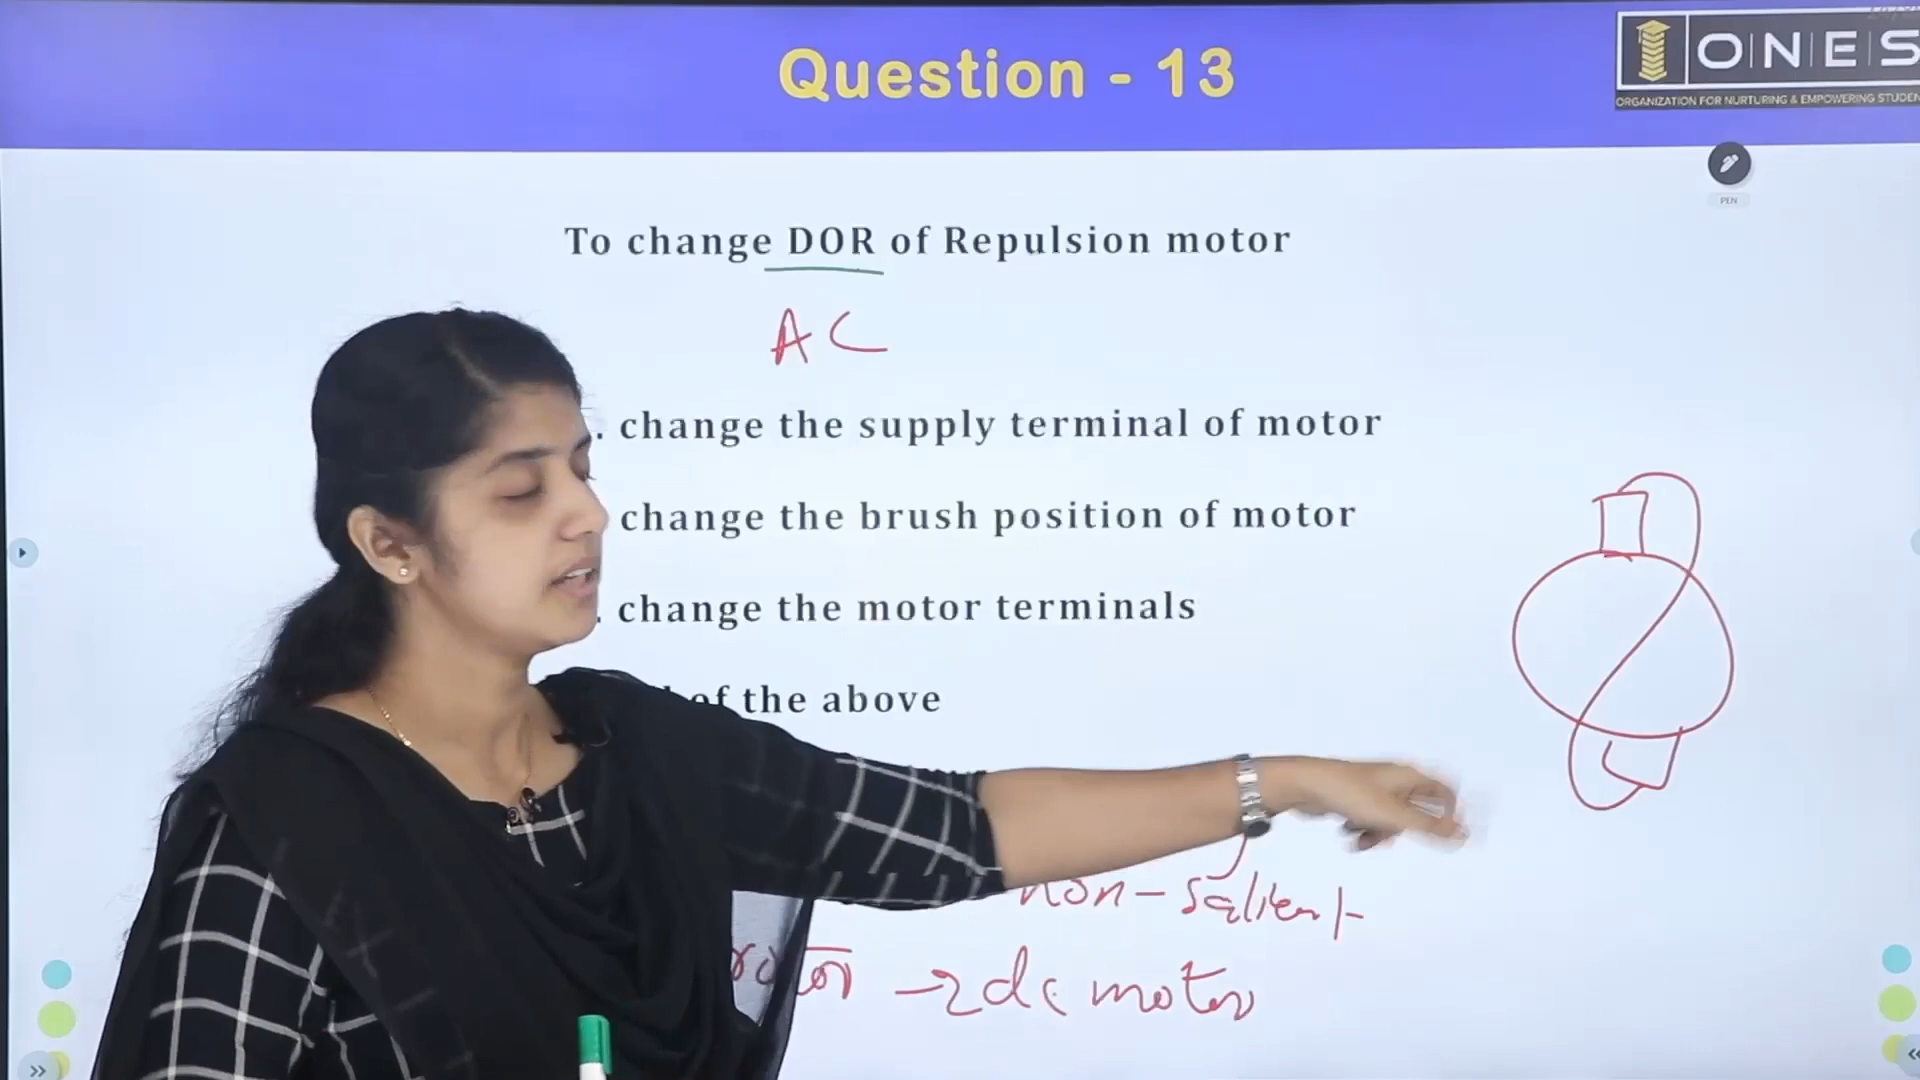 Question - 13
ONES
ORGANIZATION FOR NURTURING & EMPOWERING STUDEN
PEN
To change DOR of Repulsion motor
AC
. change the supply terminal of motor
change the brush position of motor
. change the motor terminals
of the above
non-salient
rotor → dc motor